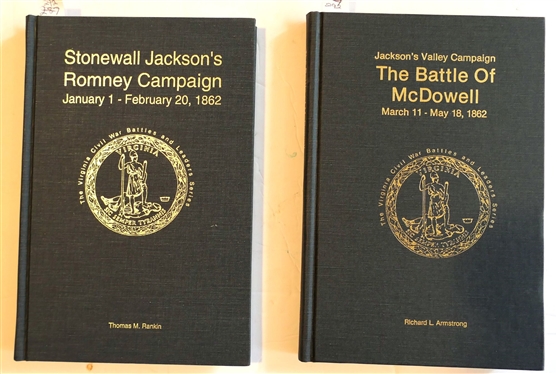 Stonewall Jackson's
Romney Campaign
January 1 - February 20, 1862
The Virginia Civil War Battles and Leaders Series
VIRGINIA
SIC SEMPER TYRANNIS
Thomas M. Rankin
Jackson's Valley Campaign
The Battle Of
McDowell
March 11 - May 18, 1862
The Virginia Civil War Battles and Leaders Series
VIRGINIA
SIC SEMPER TYRANNIS
Richard L. Armstrong